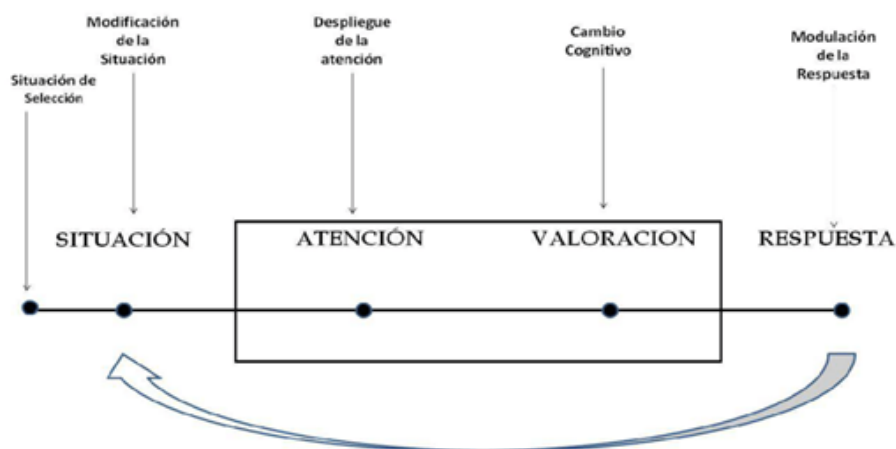 Modificación
de la
Situación
Despliegue
de la
atención
Cambio
Cognitivo
Modulación
de la
Respuesta
Situación de
Selección
SITUACIÓN
ATENCIÓN
VALORACION
RESPUESTA